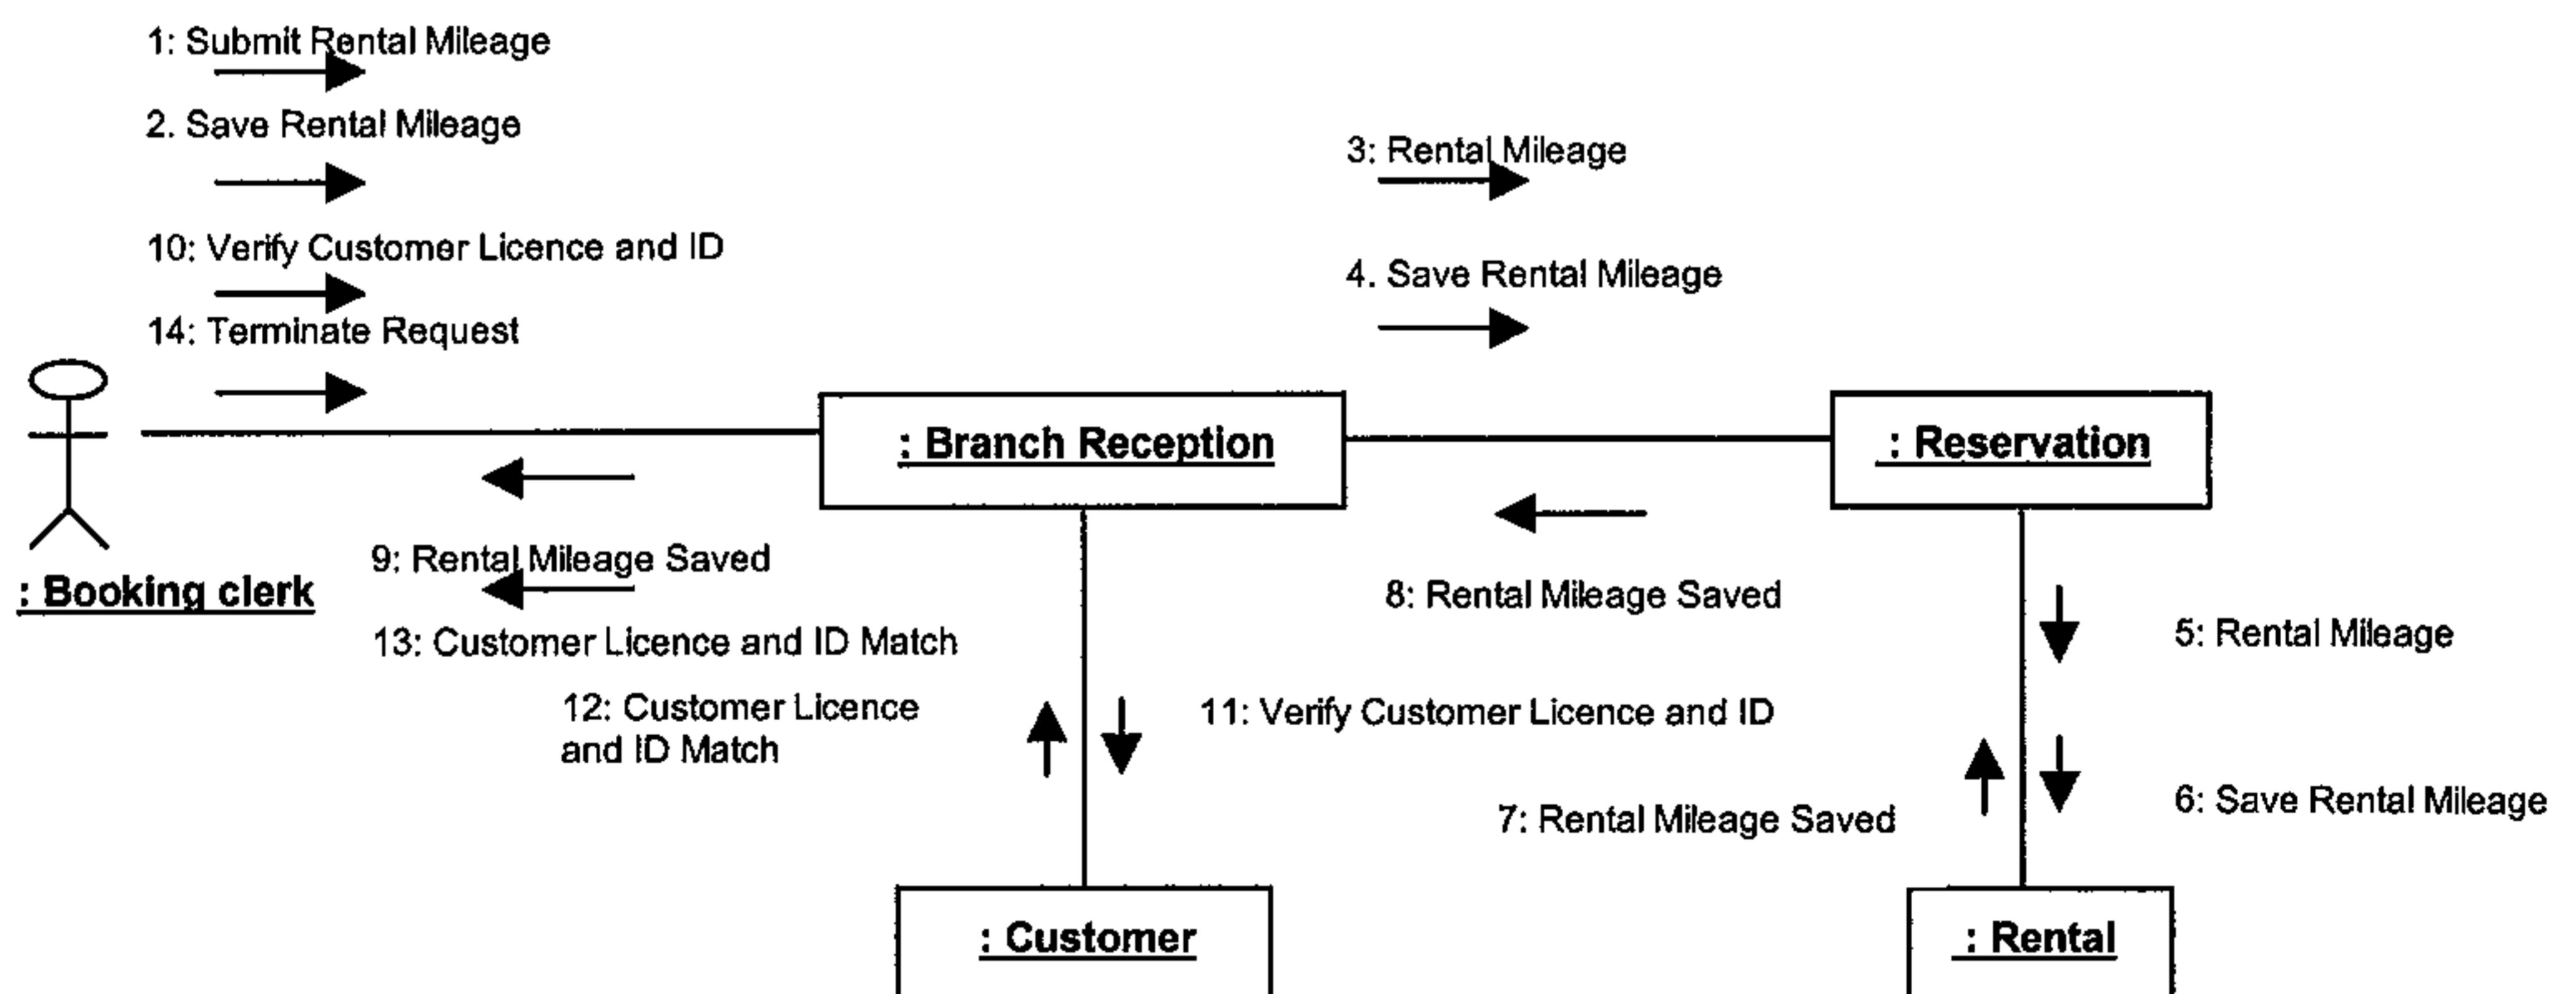 1: Submit Rental Mileage
2. Save Rental Mileage
3: Rental Mileage
10: Verify Customer Licence and ID
4. Save Rental Mileage
14: Terminate Request
: Branch Reception
: Reservation
9: Rental Mileage Saved
: Booking clerk
8: Rental Mileage Saved
13: Customer Licence and ID Match
5: Rental Mileage
12: Customer Licence
and ID Match
11: Verify Customer Licence and ID
7: Rental Mileage Saved
6: Save Rental Mileage
: Customer
: Rental